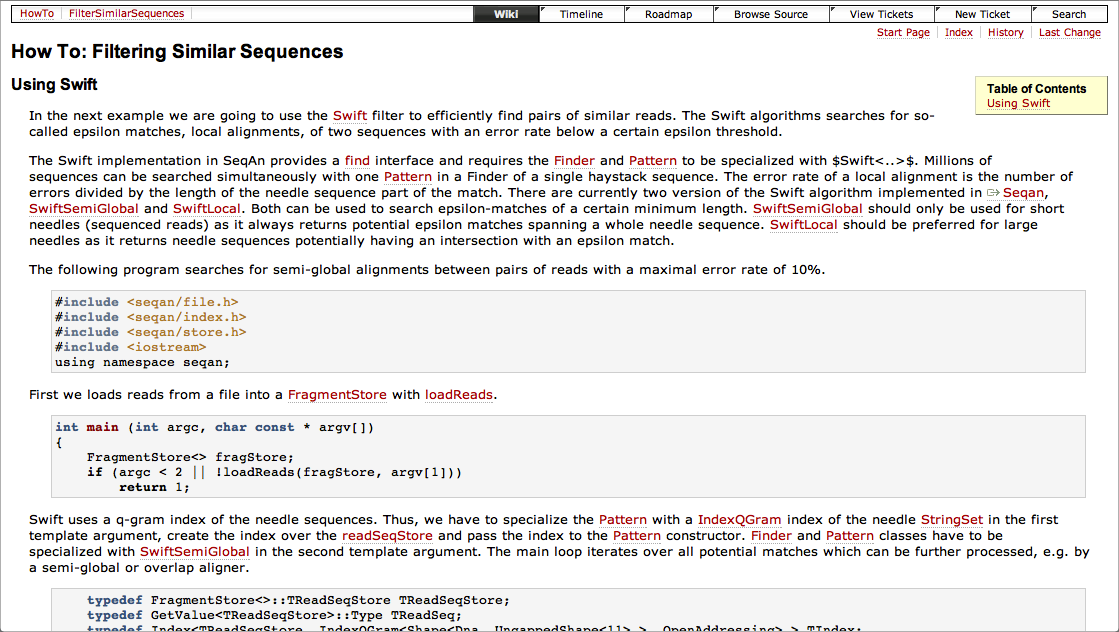 HowTo FilterSimilarSequences
Wiki Timeline Roadmap Browse Source View Tickets New Ticket Search
Start Page Index History Last Change
How To: Filtering Similar Sequences
Using Swift
Table of Contents
Using Swift
In the next example we are going to use the Swift filter to efficiently find pairs of similar reads. The Swift algorithms searches for so-
called epsilon matches, local alignments, of two sequences with an error rate below a certain epsilon threshold.
The Swift implementation in SeqAn provides a find interface and requires the Finder and Pattern to be specialized with $Swift<..>$. Millions of
sequences can be searched simultaneously with one Pattern in a Finder of a single haystack sequence. The error rate of a local alignment is the number of
errors divided by the length of the needle sequence part of the match. There are currently two version of the Swift algorithm implemented in Seqan,
SwiftSemiGlobal and SwiftLocal. Both can be used to search epsilon-matches of a certain minimum length. SwiftSemiGlobal should only be used for short
needles (sequenced reads) as it always returns potential epsilon matches spanning a whole needle sequence. SwiftLocal should be preferred for large
needles as it returns needle sequences potentially having an intersection with an epsilon match.
The following program searches for semi-global alignments between pairs of reads with a maximal error rate of 10%.
#include <seqan/file.h>
#include <seqan/index.h>
#include <seqan/store.h>
#include <iostream>
using namespace seqan;
First we loads reads from a file into a FragmentStore with loadReads.
int main (int argc, char const * argv[])
{
FragmentStore<> fragStore;
if (argc < 2 || !loadReads(fragStore, argv[1]))
return 1;
Swift uses a q-gram index of the needle sequences. Thus, we have to specialize the Pattern with a IndexQGram index of the needle StringSet in the first
template argument, create the index over the readSeqStore and pass the index to the Pattern constructor. Finder and Pattern classes have to be
specialized with SwiftSemiGlobal in the second template argument. The main loop iterates over all potential matches which can be further processed, e.g. by
a semi-global or overlap aligner.
typedef FragmentStore<>::TReadSeqStore TReadSeqStore;
typedef GetValue<TReadSeqStore>::Type TReadSeq;
typedef Index<TReadSeqStore, IndexQGram<Shape<Dna, UngappedShape<11> >, OpenAddressing> > TIndex;